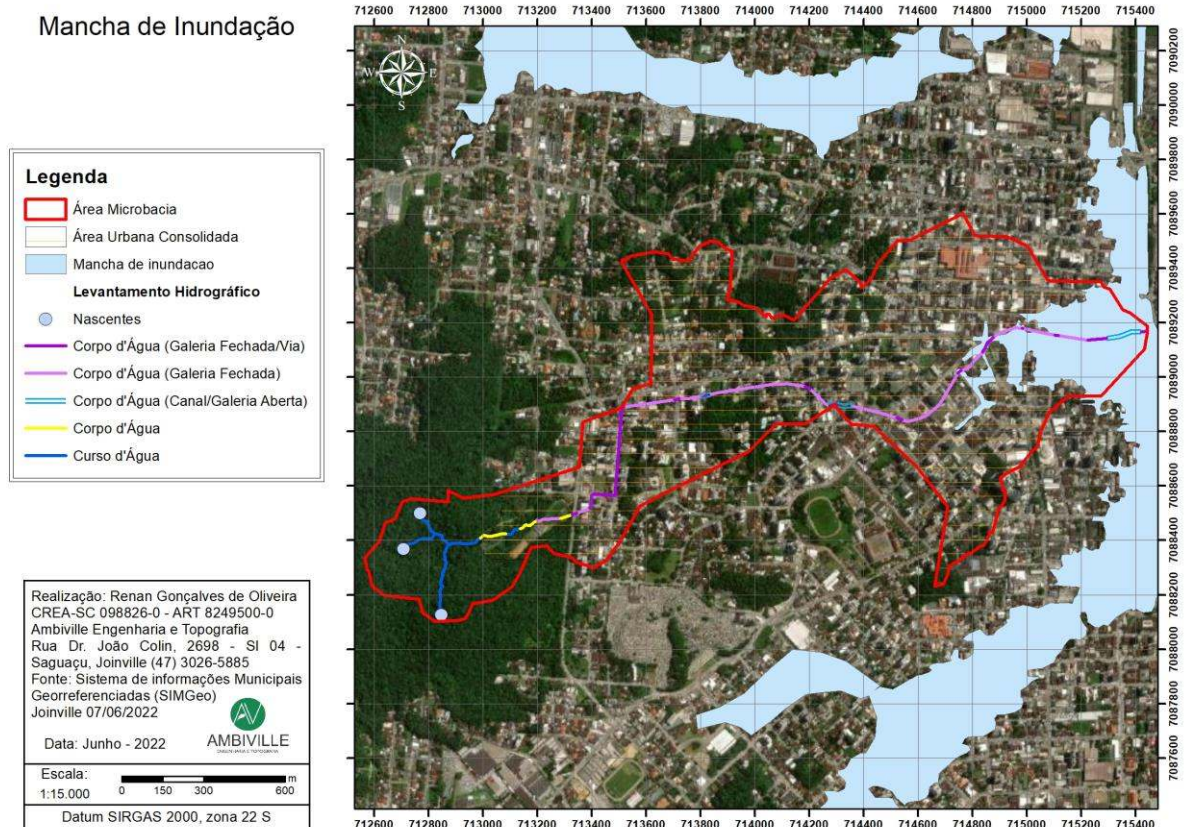 Mancha de Inundação
Legenda
Área Microbacia
Área Urbana Consolidada
Mancha de inundacao
Levantamento Hidrográfico
Nascentes
Corpo d'Água (Galeria Fechada/Via)
Corpo d'Água (Galeria Fechada)
Corpo d'Água (Canal/Galeria Aberta)
Corpo d'Água
Curso d'Água
Realização: Renan Gonçalves de Oliveira
CREA-SC 098826-0 - ART 8249500-0
Ambiville Engenharia e Topografia
Rua Dr. João Colin, 2698 - Sl 04 -
Saguaçu, Joinville (47) 3026-5885
Fonte: Sistema de informações Municipais
Georreferenciadas (SIMGeo)
Joinville 07/06/2022
Data: Junho - 2022
AV
AMBIVILLE
ENGENHARIA E TOPOGRAFIA
Escala:
1:15.000
0 150 300 600 m
Datum SIRGAS 2000, zona 22 S
712600 712800 713000 713200 713400 713600 713800 714000 714200 714400 714600 714800 715000 715200 715400
N
E
S
7090200
7090000
7089800
7089600
7089400
7089200
7089000
7088800
7088600
7088400
7088200
7088000
7087800
7087600
712600 712800 713000 713200 713400 713600 713800 714000 714200 714400 714600 714800 715000 715200 715400